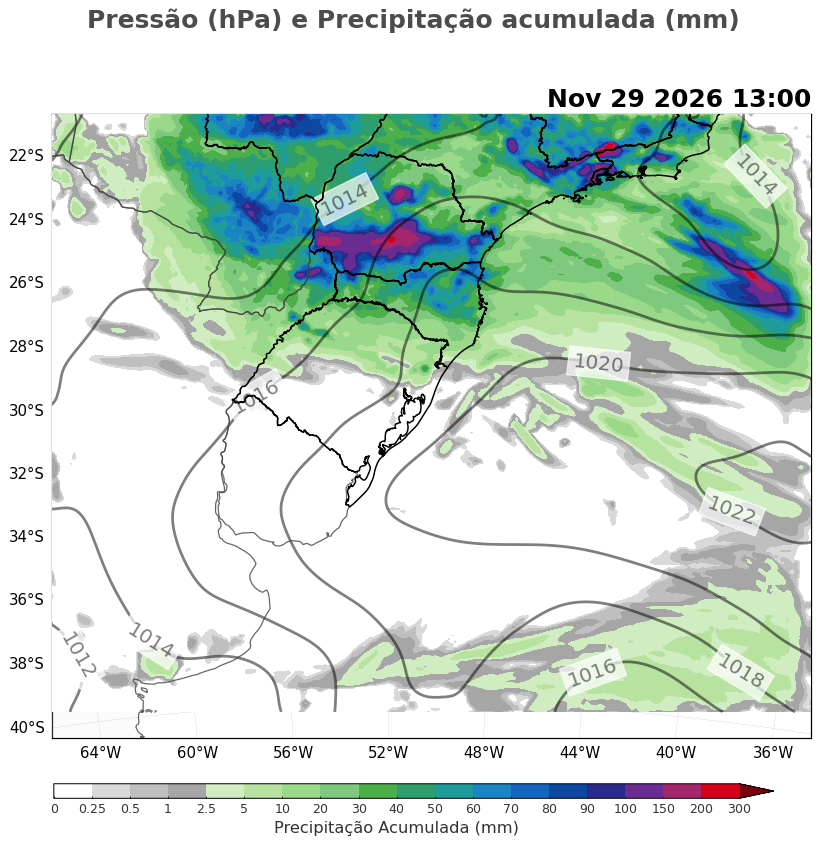 Pressão (hPa) e Precipitação acumulada (mm)
Nov 29 2026 13:00
22°S
24°S
26°S
28°S
30°S
32°S
34°S
36°S
38°S
40°S
1014
1014
1016
1020
1022
1014
1012
1016
1018
64°W 60°W 56°W 52°W 48°W 44°W 40°W 36°W
0 0.25 0.5 1 2.5 5 10 20 30 40 50 60 70 80 90 100 150 200 300
Precipitação Acumulada (mm)